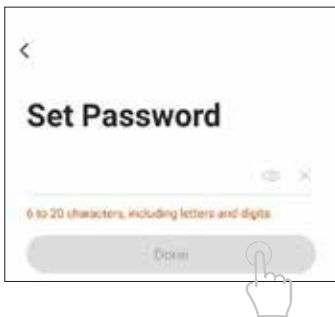 Set Password
6 to 20 characters, including letters and digits
Done